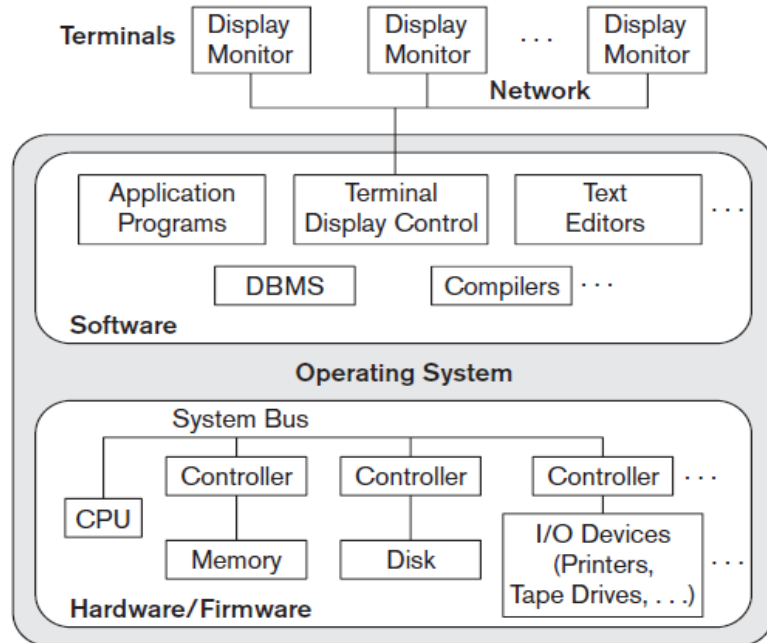 Terminals
Display
Monitor
Display
Monitor
...
Display
Monitor
Network
Application
Programs
Terminal
Display Control
Text
Editors
...
DBMS
Compilers
...
Software
Operating System
System Bus
Controller
Controller
Controller
...
CPU
Memory
Disk
I/O Devices
(Printers,
Tape Drives, . . .)
...
Hardware/Firmware